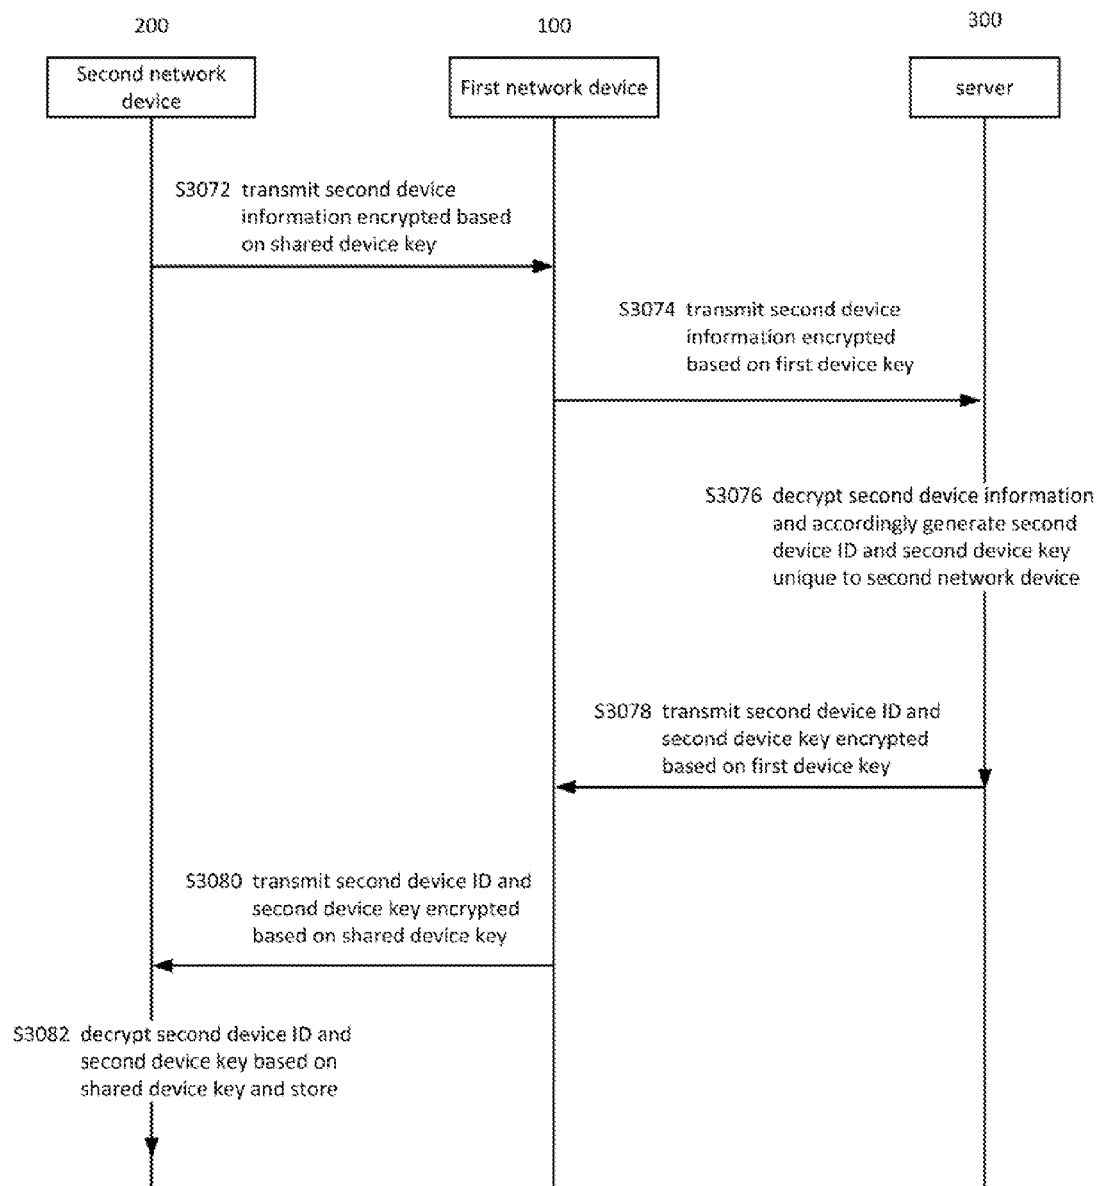 200
100
300
Second network
device
First network device
server
S3072 transmit second device
information encrypted based
on shared device key
S3074 transmit second device
information encrypted
based on first device key
S3076 decrypt second device information
and accordingly generate second
device ID and second device key
unique to second network device
S3078 transmit second device ID and
second device key encrypted
based on first device key
S3080 transmit second device ID and
second device key encrypted
based on shared device key
S3082 decrypt second device ID and
second device key based on
shared device key and store